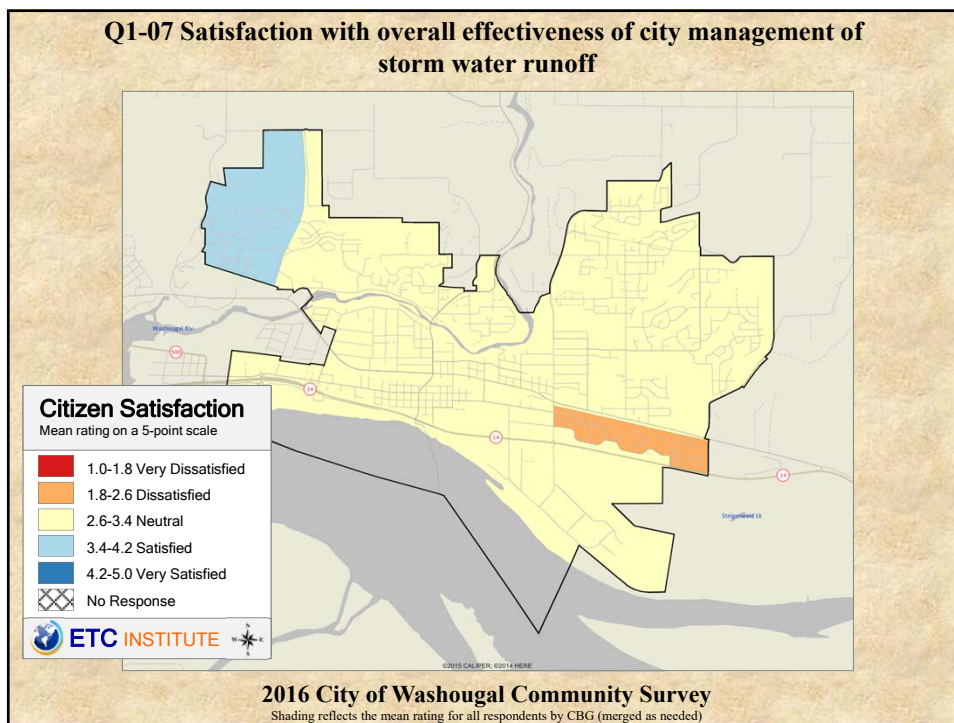 Q1-07 Satisfaction with overall effectiveness of city management of
storm water runoff
Washougal Riv
500
14
14
14
Steigerwald Lk
Citizen Satisfaction
Mean rating on a 5-point scale
1.0-1.8 Very Dissatisfied
1.8-2.6 Dissatisfied
2.6-3.4 Neutral
3.4-4.2 Satisfied
4.2-5.0 Very Satisfied
No Response
ETC INSTITUTE
N
W E
S
©2015 CALIPER; ©2014 HERE
2016 City of Washougal Community Survey
Shading reflects the mean rating for all respondents by CBG (merged as needed)